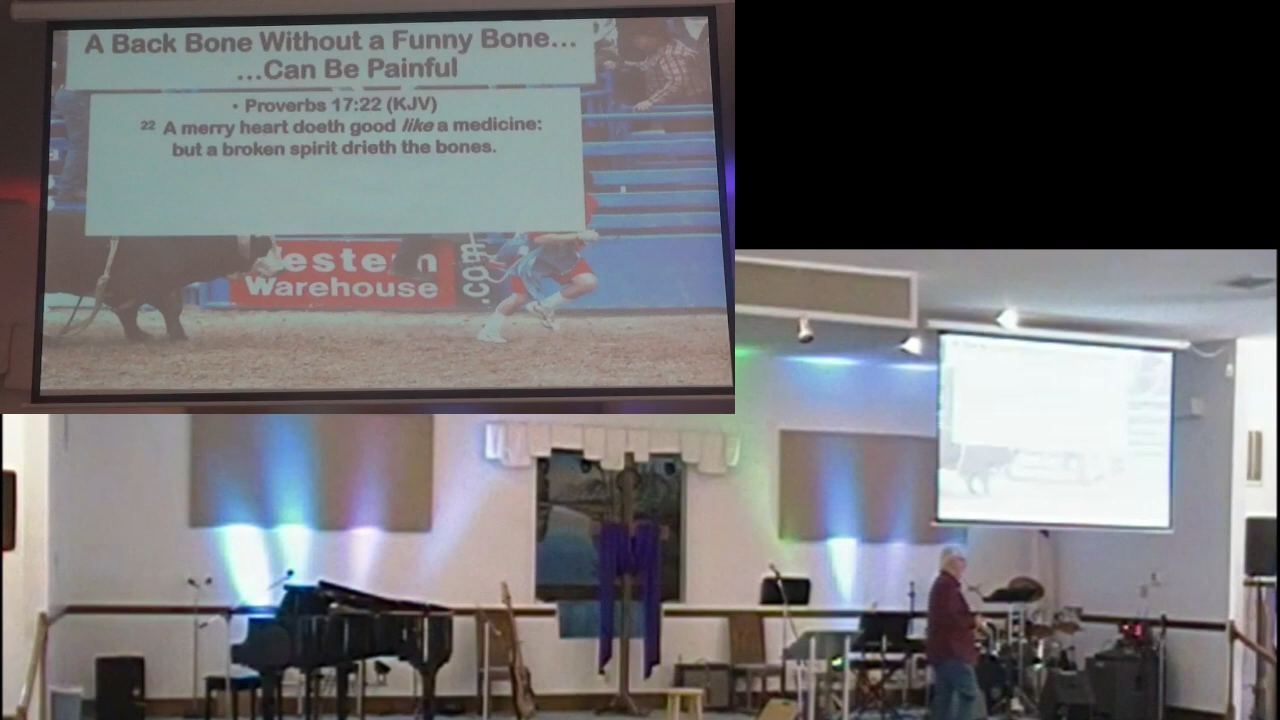 A Back Bone Without a Funny Bone...
...Can Be Painful
• Proverbs 17:22 (KJV)
22 A merry heart doeth good like a medicine:
but a broken spirit drieth the bones.
estern
Warehouse
.com